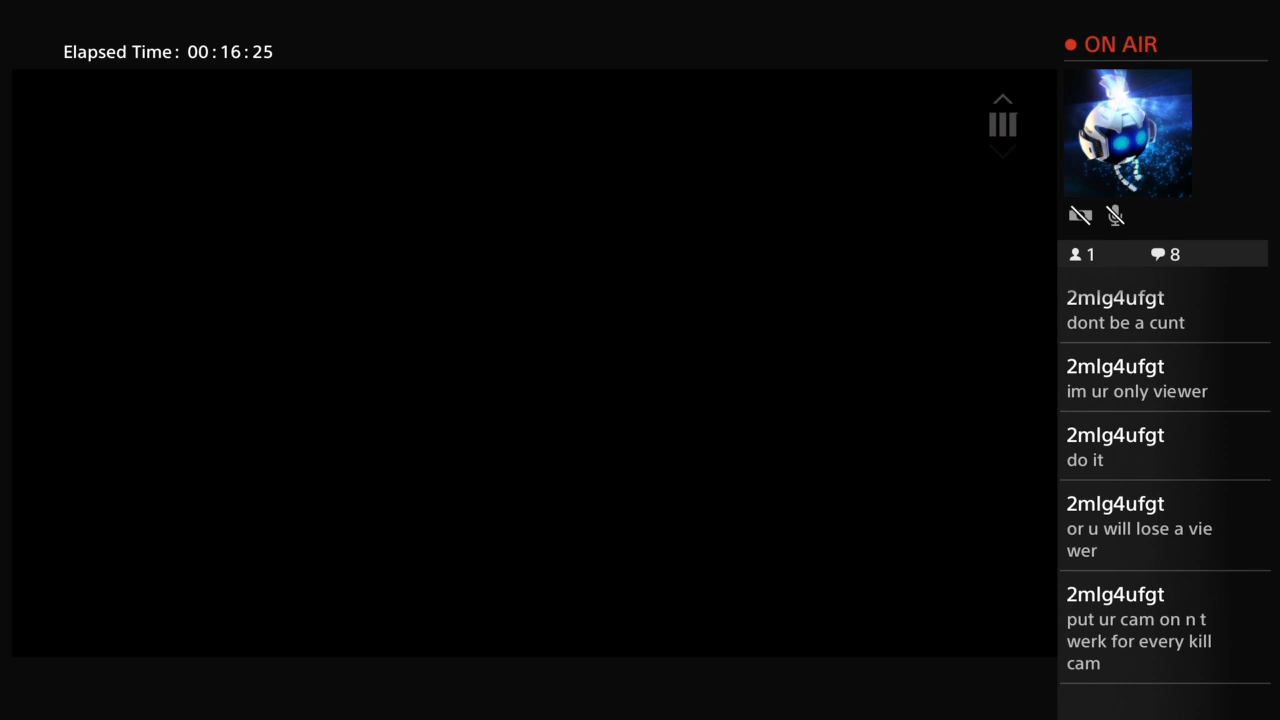 Elapsed Time: 00:16:25
ON AIR
1 8
2mlg4ufgt
dont be a cunt
2mlg4ufgt
im ur only viewer
2mlg4ufgt
do it
2mlg4ufgt
or u will lose a vie
wer
2mlg4ufgt
put ur cam on n t
werk for every kill
cam